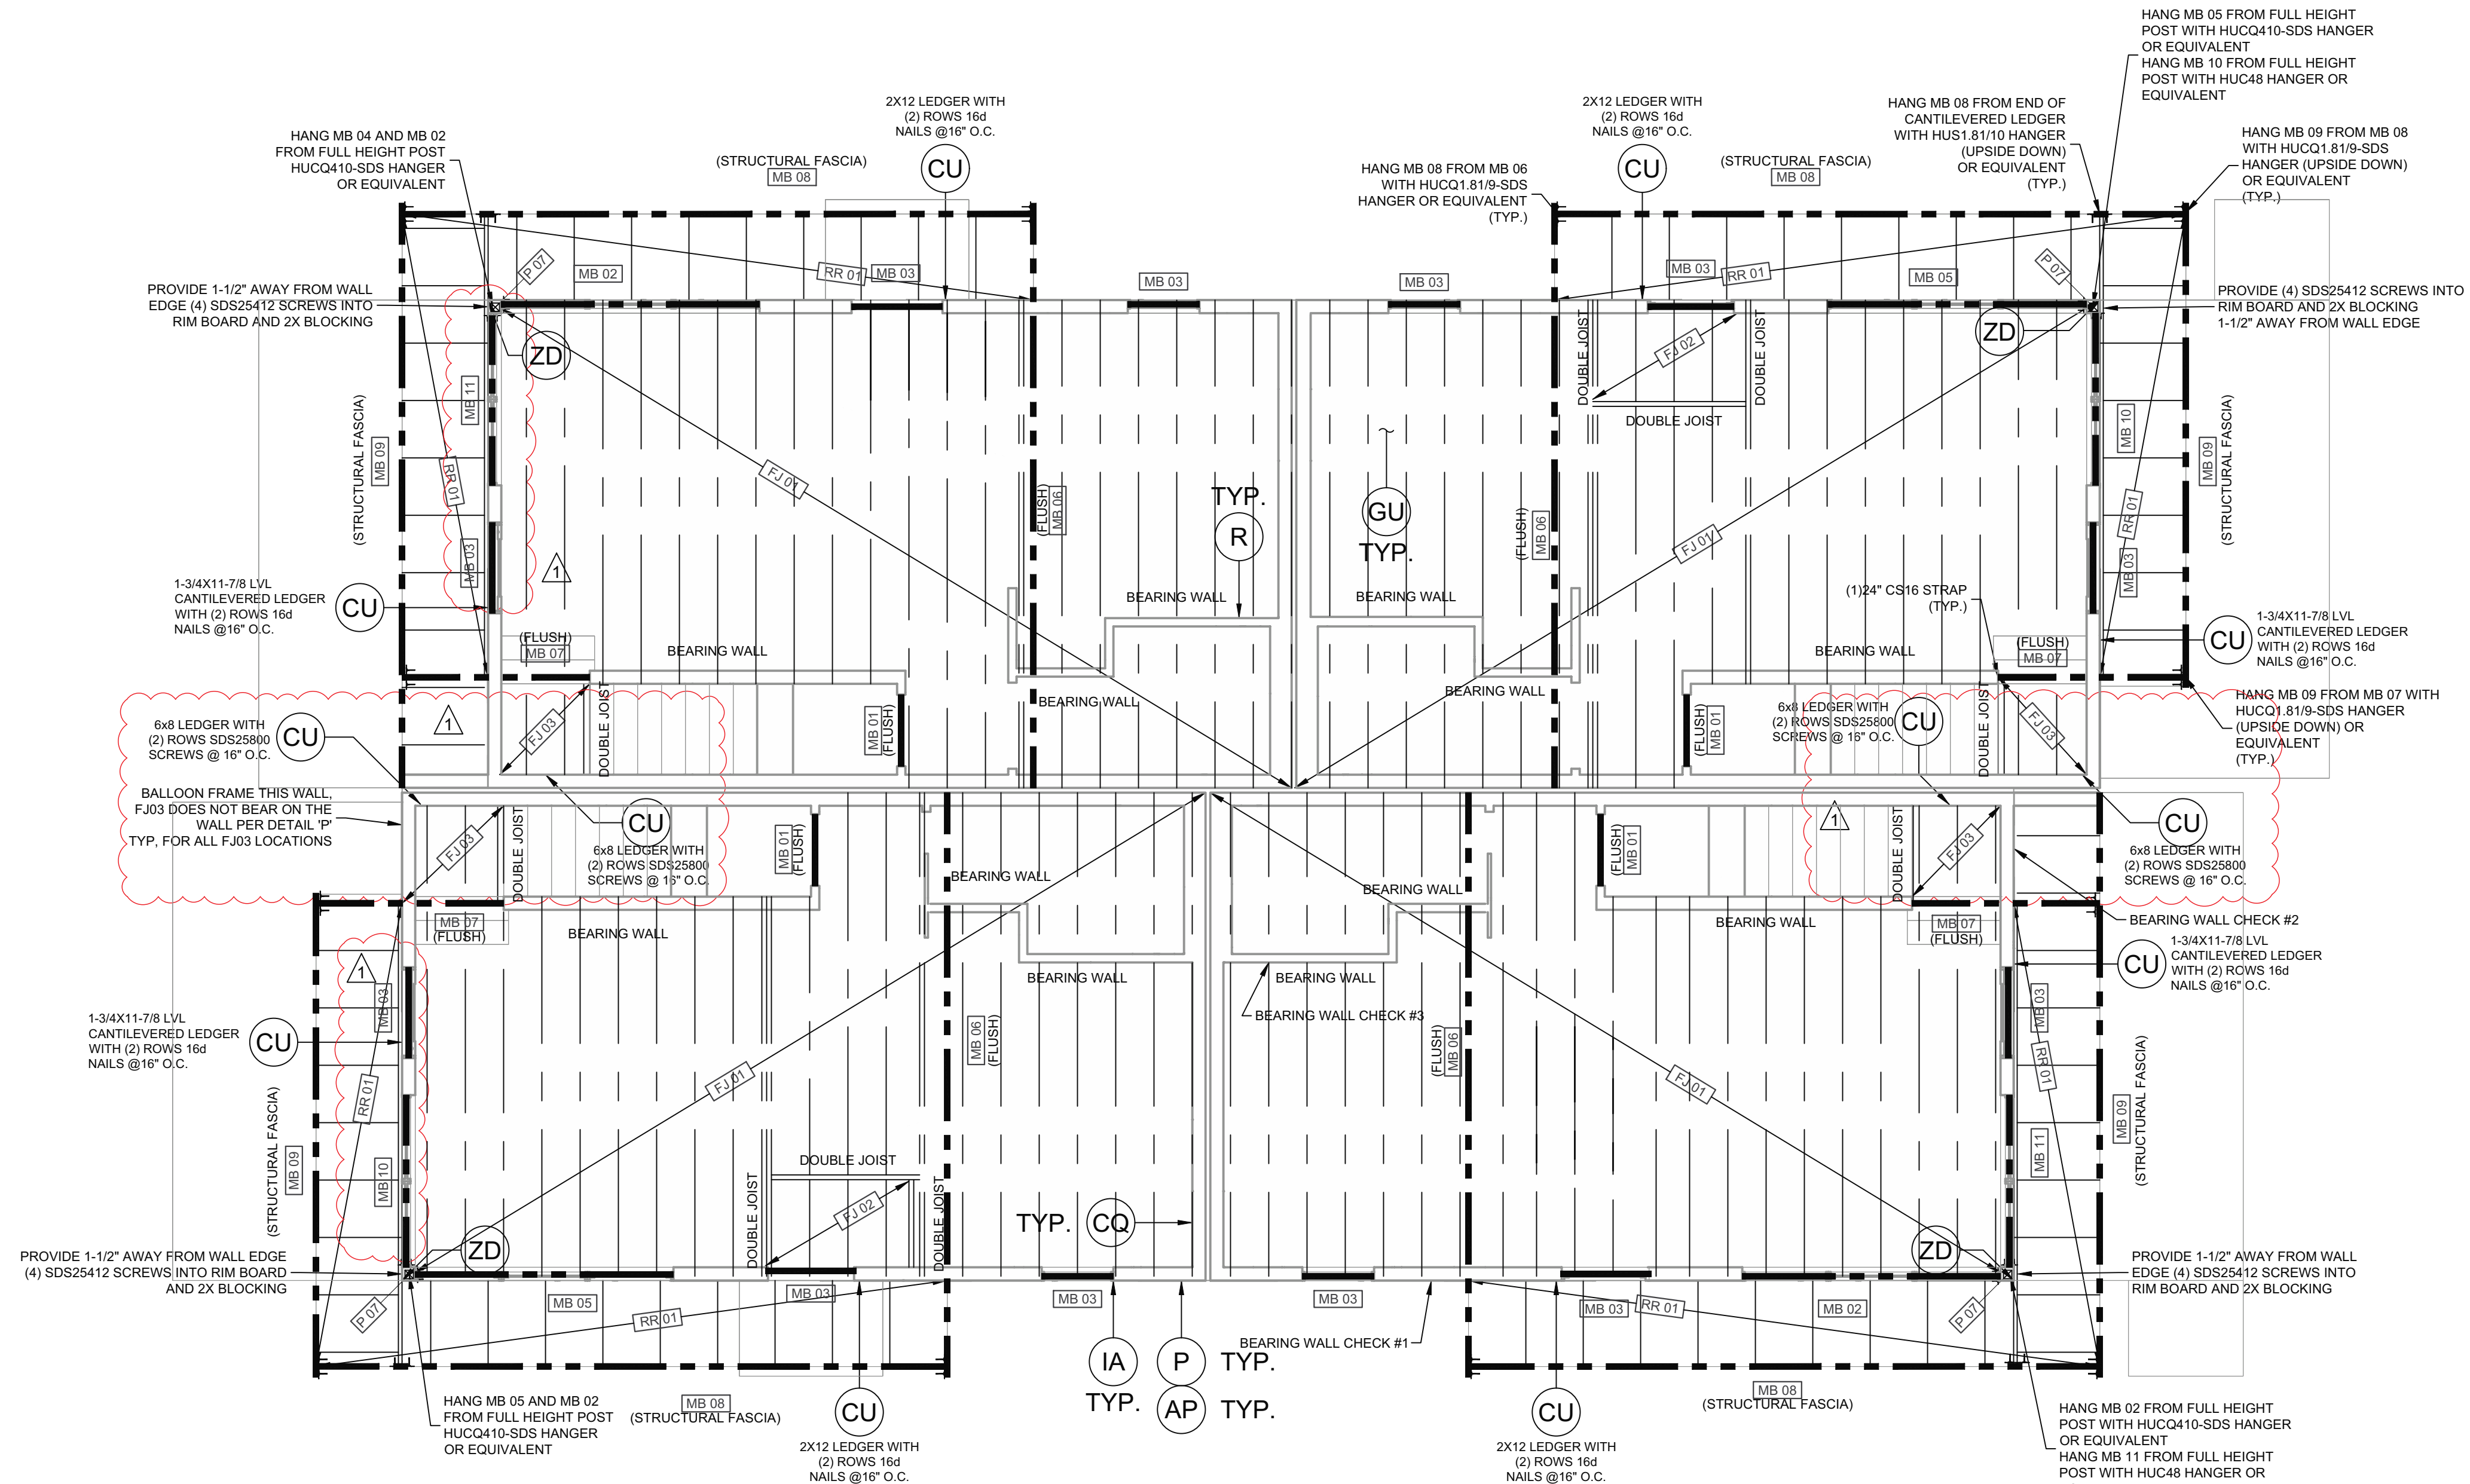 HANG MB 05 FROM FULL HEIGHT
POST WITH HUCQ410-SDS HANGER
OR EQUIVALENT
HANG MB 10 FROM FULL HEIGHT
POST WITH HUC48 HANGER OR
EQUIVALENT
2X12 LEDGER WITH
(2) ROWS 16d
NAILS @16" O.C.
CU
2X12 LEDGER WITH
(2) ROWS 16d
NAILS @16" O.C.
CU
HANG MB 08 FROM END OF
CANTILEVERED LEDGER
WITH HUS1.81/10 HANGER
(UPSIDE DOWN)
OR EQUIVALENT
(TYP.)
HANG MB 09 FROM MB 08
WITH HUCQ1.81/9-SDS
HANGER (UPSIDE DOWN)
OR EQUIVALENT
(TYP.)
HANG MB 04 AND MB 02
FROM FULL HEIGHT POST
HUCQ410-SDS HANGER
OR EQUIVALENT
(STRUCTURAL FASCIA)
MB 08
HANG MB 08 FROM MB 06
WITH HUCQ1.81/9-SDS
HANGER OR EQUIVALENT
(TYP.)
(STRUCTURAL FASCIA)
MB 08
P 07
MB 02
RR 01
MB 03
MB 03
MB 03
MB 03
RR 01
MB 05
P 07
PROVIDE 1-1/2" AWAY FROM WALL
EDGE (4) SDS25412 SCREWS INTO
RIM BOARD AND 2X BLOCKING
PROVIDE (4) SDS25412 SCREWS INTO
RIM BOARD AND 2X BLOCKING
1-1/2" AWAY FROM WALL EDGE
ZD
DOUBLE JOIST
FJ 02
DOUBLE JOIST
DOUBLE JOIST
ZD
(STRUCTURAL FASCIA)
MB 09
MB 11
RR 01
MB 03
1
FJ 01
(FLUSH)
MB 06
TYP.
R
GU
TYP.
(FLUSH)
MB 06
FJ 01
MB 10
RR 01
MB 03
MB 09
(STRUCTURAL FASCIA)
1-3/4X11-7/8 LVL
CANTILEVERED LEDGER
WITH (2) ROWS 16d
NAILS @16" O.C.
CU
BEARING WALL
BEARING WALL
(1)24" CS16 STRAP
(TYP.)
CU
1-3/4X11-7/8 LVL
CANTILEVERED LEDGER
WITH (2) ROWS 16d
NAILS @16" O.C.
(FLUSH)
MB 07
BEARING WALL
BEARING WALL
(FLUSH)
MB 07
BEARING WALL
BEARING WALL
HANG MB 09 FROM MB 07 WITH
HUCQ1.81/9-SDS HANGER
(UPSIDE DOWN) OR
EQUIVALENT
(TYP.)
6x8 LEDGER WITH
(2) ROWS SDS25800
SCREWS @ 16" O.C.
CU
1
FJ 03
DOUBLE JOIST
MB 01
(FLUSH)
(FLUSH)
MB 01
6x8 LEDGER WITH
(2) ROWS SDS25800
SCREWS @ 16" O.C.
CU
DOUBLE JOIST
FJ 03
BALLOON FRAME THIS WALL,
FJ03 DOES NOT BEAR ON THE
WALL PER DETAIL 'P'
TYP, FOR ALL FJ03 LOCATIONS
FJ 03
DOUBLE JOIST
CU
6x8 LEDGER WITH
(2) ROWS SDS25800
SCREWS @ 16" O.C.
MB 01
(FLUSH)
(FLUSH)
MB 01
1
DOUBLE JOIST
FJ 03
CU
6x8 LEDGER WITH
(2) ROWS SDS25800
SCREWS @ 16" O.C.
BEARING WALL
BEARING WALL
MB 07
(FLUSH)
BEARING WALL
BEARING WALL
MB 07
(FLUSH)
BEARING WALL CHECK #2
BEARING WALL
BEARING WALL
CU
1-3/4X11-7/8 LVL
CANTILEVERED LEDGER
WITH (2) ROWS 16d
NAILS @16" O.C.
1-3/4X11-7/8 LVL
CANTILEVERED LEDGER
WITH (2) ROWS 16d
NAILS @16" O.C.
CU
1
MB 03
RR 01
MB 10
MB 09
(STRUCTURAL FASCIA)
FJ 01
MB 06
(FLUSH)
BEARING WALL CHECK #3
(FLUSH)
MB 06
FJ 01
MB 03
RR 01
MB 11
MB 09
(STRUCTURAL FASCIA)
DOUBLE JOIST
DOUBLE JOIST
FJ 02
DOUBLE JOIST
TYP.
CQ
PROVIDE 1-1/2" AWAY FROM WALL EDGE
(4) SDS25412 SCREWS INTO RIM BOARD
AND 2X BLOCKING
ZD
ZD
PROVIDE 1-1/2" AWAY FROM WALL
EDGE (4) SDS25412 SCREWS INTO
RIM BOARD AND 2X BLOCKING
P 07
MB 05
RR 01
MB 03
MB 03
MB 03
MB 03
RR 01
MB 02
P 07
BEARING WALL CHECK #1
IA
TYP.
P
TYP.
AP
TYP.
HANG MB 05 AND MB 02
FROM FULL HEIGHT POST
HUCQ410-SDS HANGER
OR EQUIVALENT
MB 08
(STRUCTURAL FASCIA)
CU
2X12 LEDGER WITH
(2) ROWS 16d
NAILS @16" O.C.
CU
2X12 LEDGER WITH
(2) ROWS 16d
NAILS @16" O.C.
MB 08
(STRUCTURAL FASCIA)
HANG MB 02 FROM FULL HEIGHT
POST WITH HUCQ410-SDS HANGER
OR EQUIVALENT
HANG MB 11 FROM FULL HEIGHT
POST WITH HUC48 HANGER OR